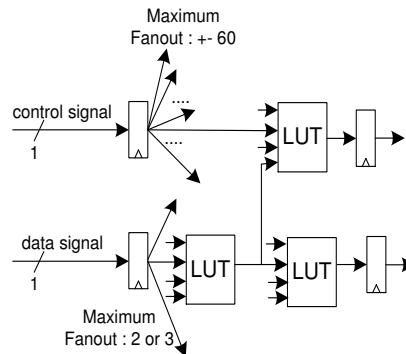 Maximum
Fanout : +- 60
....
control signal
LUT
....
1
data signal
LUT
LUT
1
Maximum
Fanout : 2 or 3